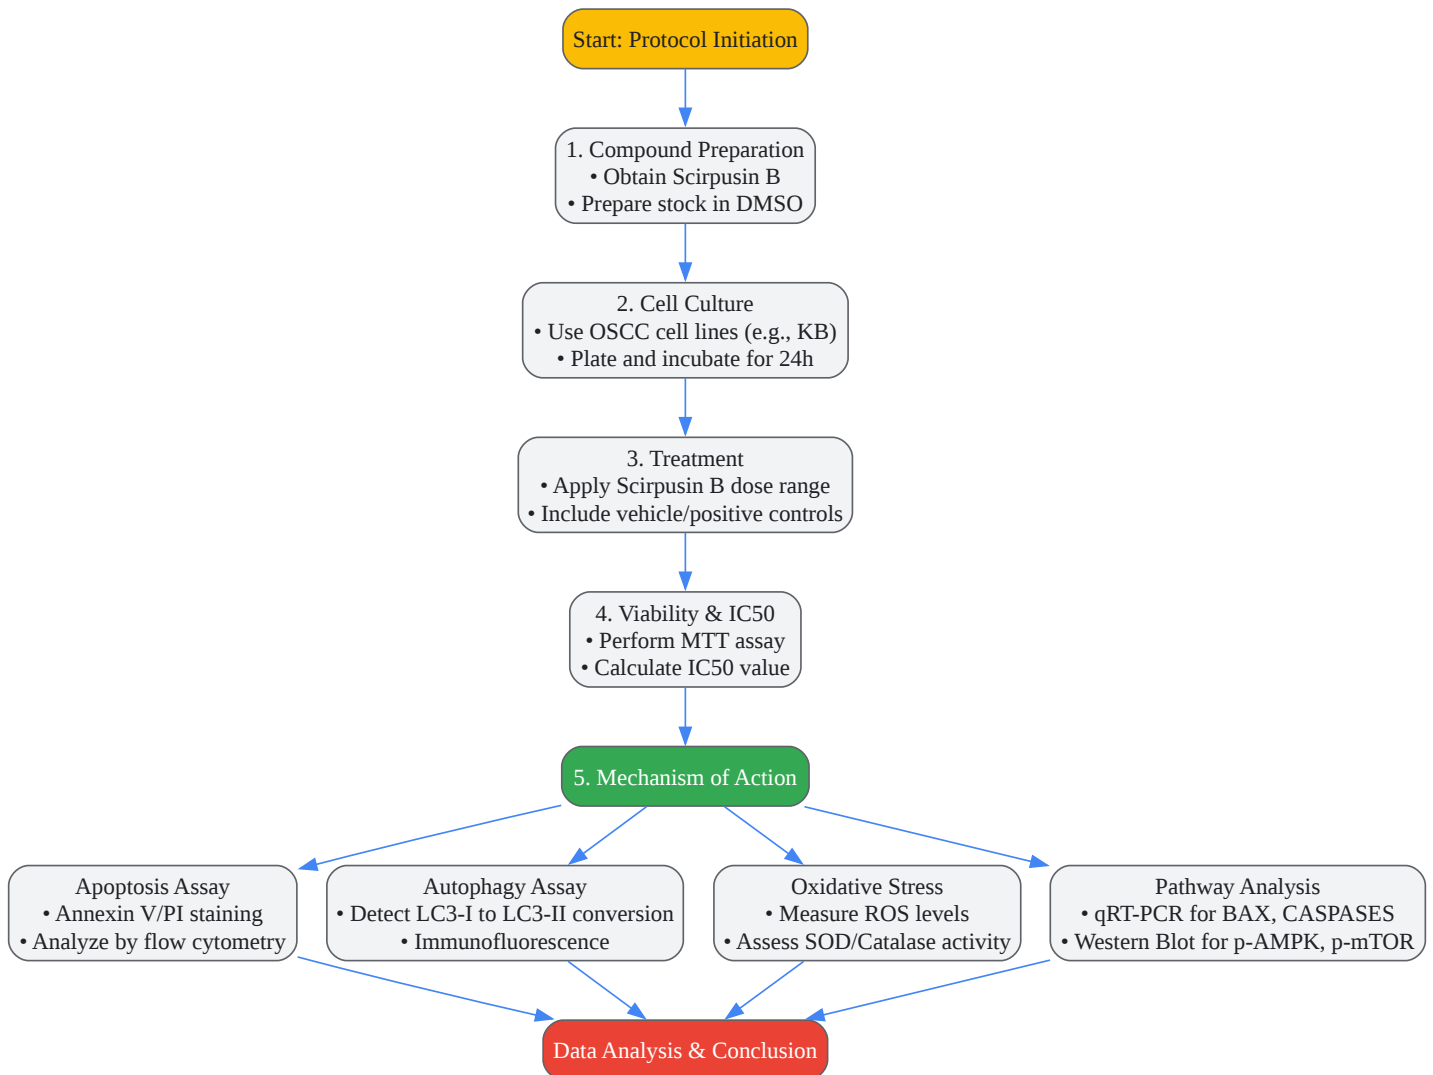 Start: Protocol Initiation
1. Compound Preparation
• Obtain Scirpusin B
• Prepare stock in DMSO
2. Cell Culture
• Use OSCC cell lines (e.g., KB)
• Plate and incubate for 24h
3. Treatment
• Apply Scirpusin B dose range
• Include vehicle/positive controls
4. Viability & IC50
• Perform MTT assay
• Calculate IC50 value
5. Mechanism of Action
Apoptosis Assay
• Annexin V/PI staining
• Analyze by flow cytometry
Autophagy Assay
• Detect LC3-I to LC3-II conversion
• Immunofluorescence
Oxidative Stress
• Measure ROS levels
• Assess SOD/Catalase activity
Pathway Analysis
• qRT-PCR for BAX, CASPASES
• Western Blot for p-AMPK, p-mTOR
Data Analysis & Conclusion